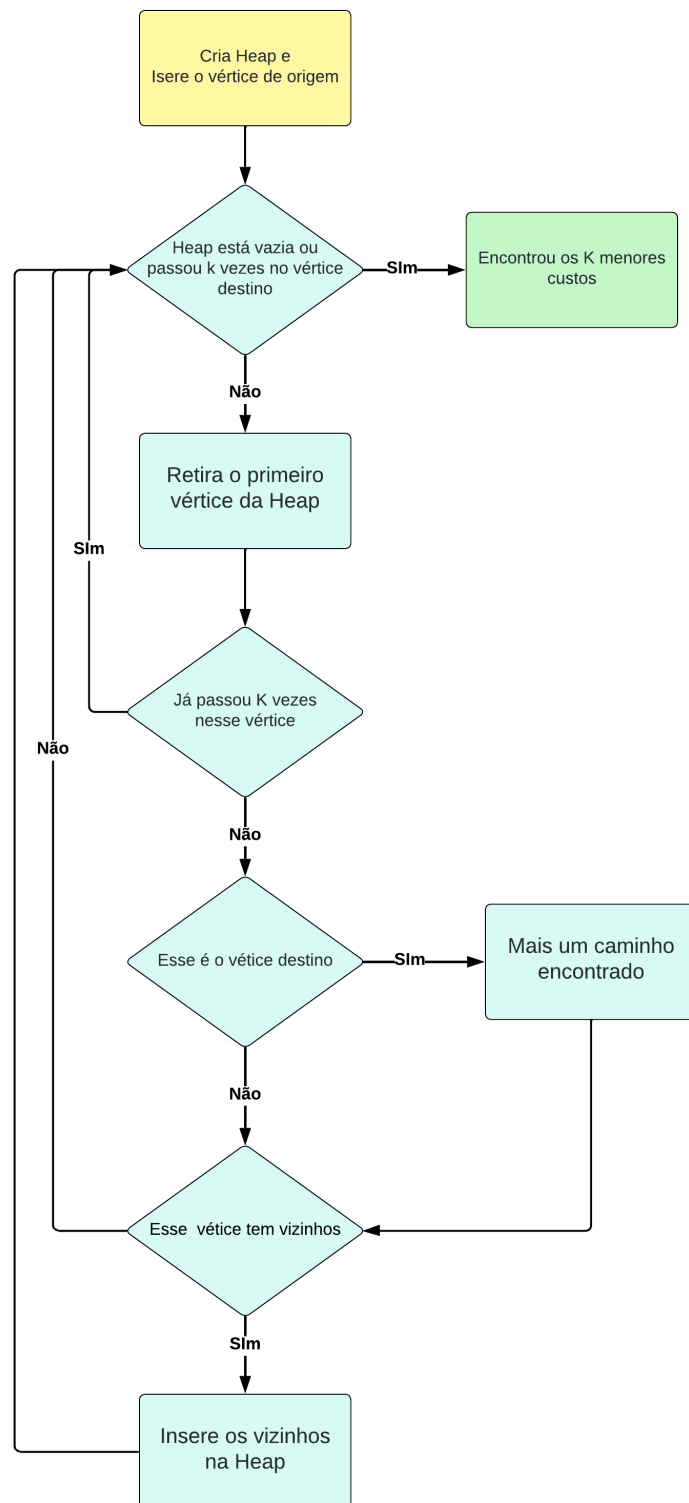 Cria Heap e
Isere o vértice de origem
Heap está vazia ou
passou k vezes no vértice
destino
SIm
Encontrou os K menores
custos
Não
Retira o primeiro
vértice da Heap
SIm
Já passou K vezes
nesse vértice
Não
Não
Esse é o vétice destino
SIm
Mais um caminho
encontrado
Não
Esse  vétice tem vizinhos
SIm
Insere os vizinhos
na Heap